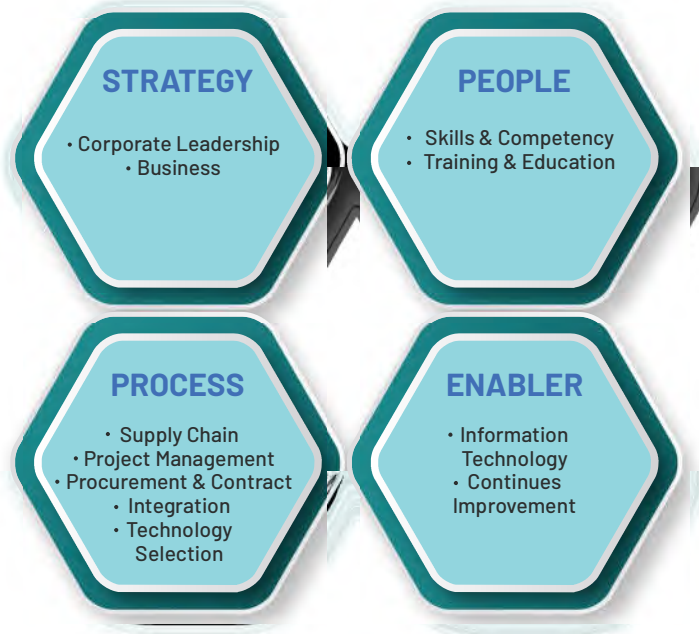 STRATEGY
• Corporate Leadership
• Business
PEOPLE
• Skills & Competency
• Training & Education
PROCESS
• Supply Chain
• Project Management
• Procurement & Contract
• Integration
• Technology
Selection
ENABLER
• Information
Technology
• Continues
Improvement